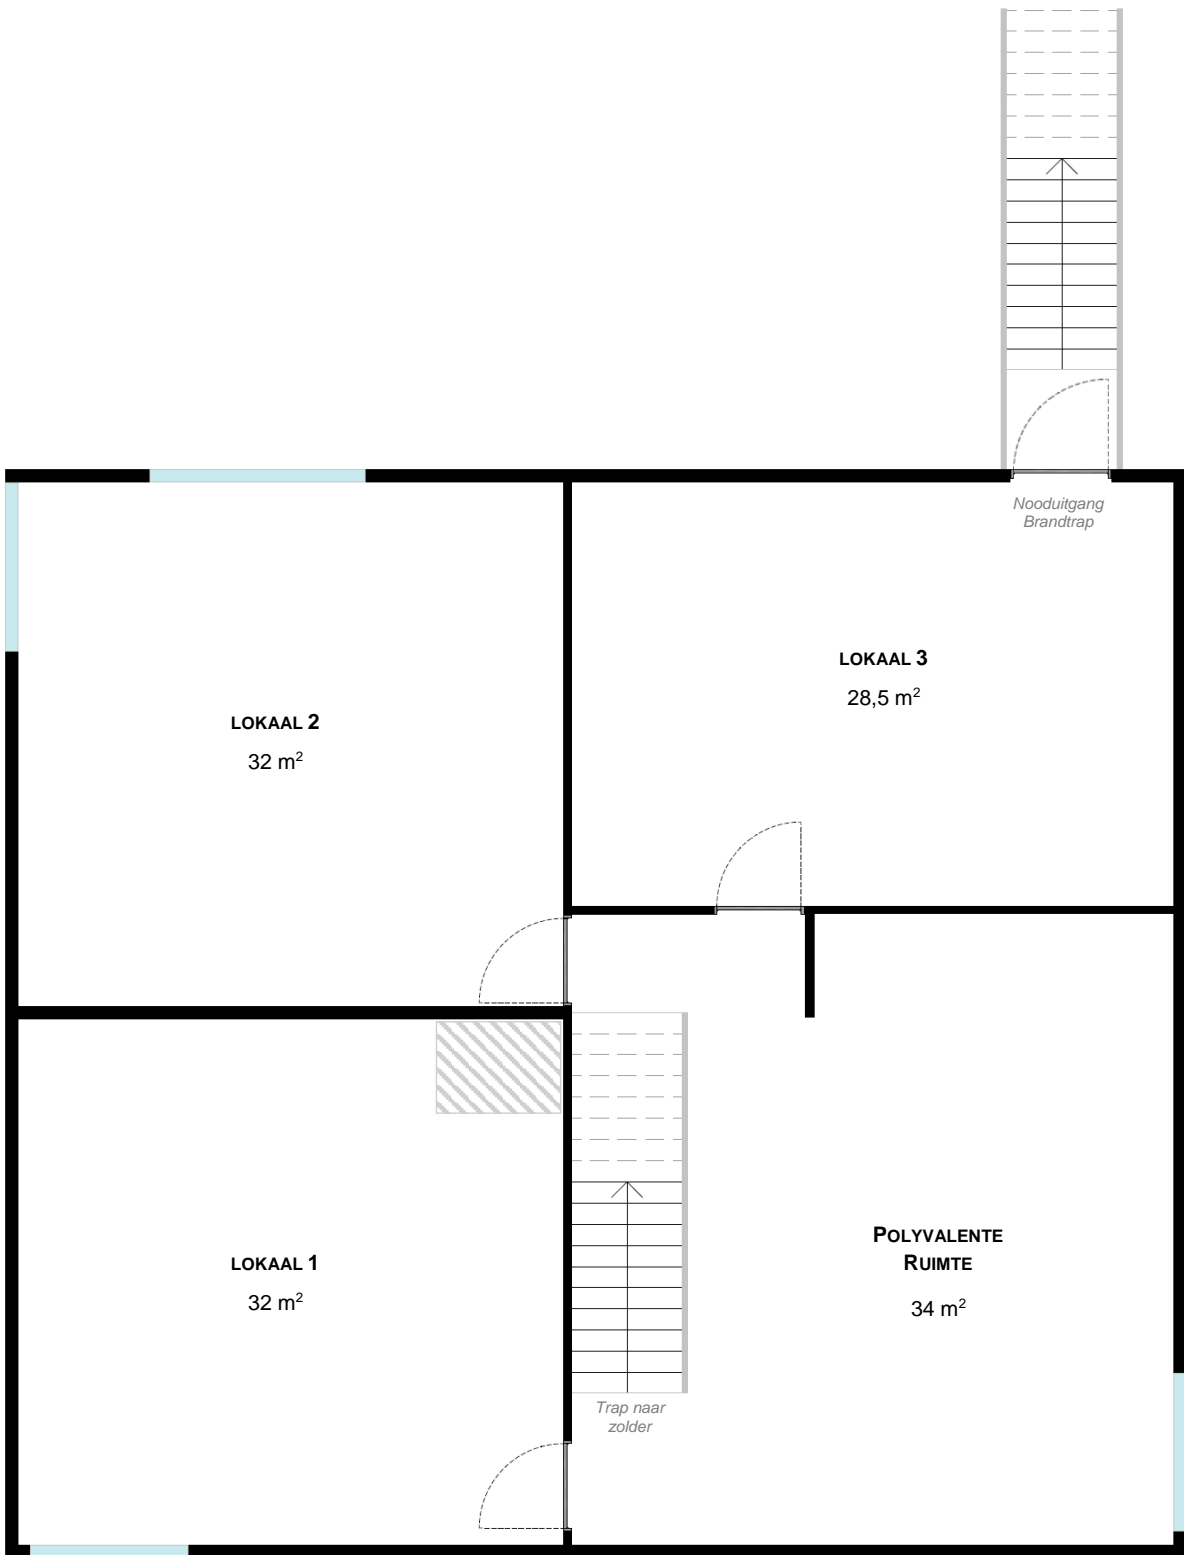 Nooduitgang
Brandtrap
LOKAAL 3
28,5 m²
LOKAAL 2
32 m²
POLYVALENTE
RUIMTE
34 m²
LOKAAL 1
32 m²
Trap naar
zolder